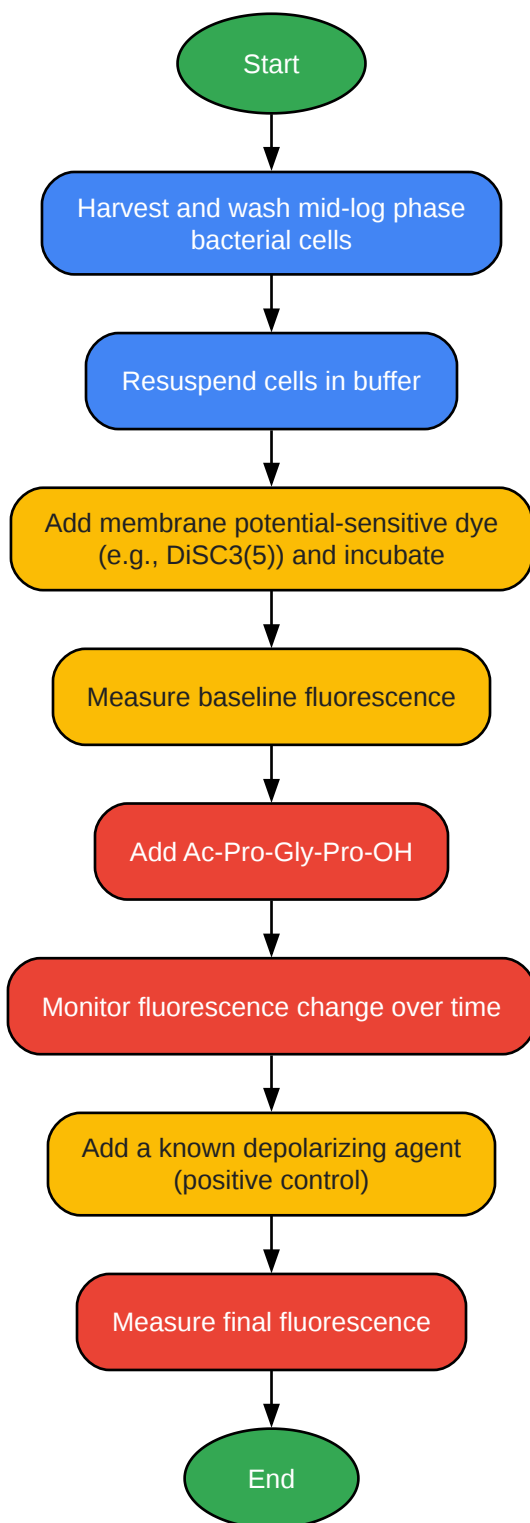 Start
Harvest and wash mid-log phase
bacterial cells
Resuspend cells in buffer
Add membrane potential-sensitive dye
(e.g., DiSC3(5)) and incubate
Measure baseline fluorescence
Add Ac-Pro-Gly-Pro-OH
Monitor fluorescence change over time
Add a known depolarizing agent
(positive control)
Measure final fluorescence
End